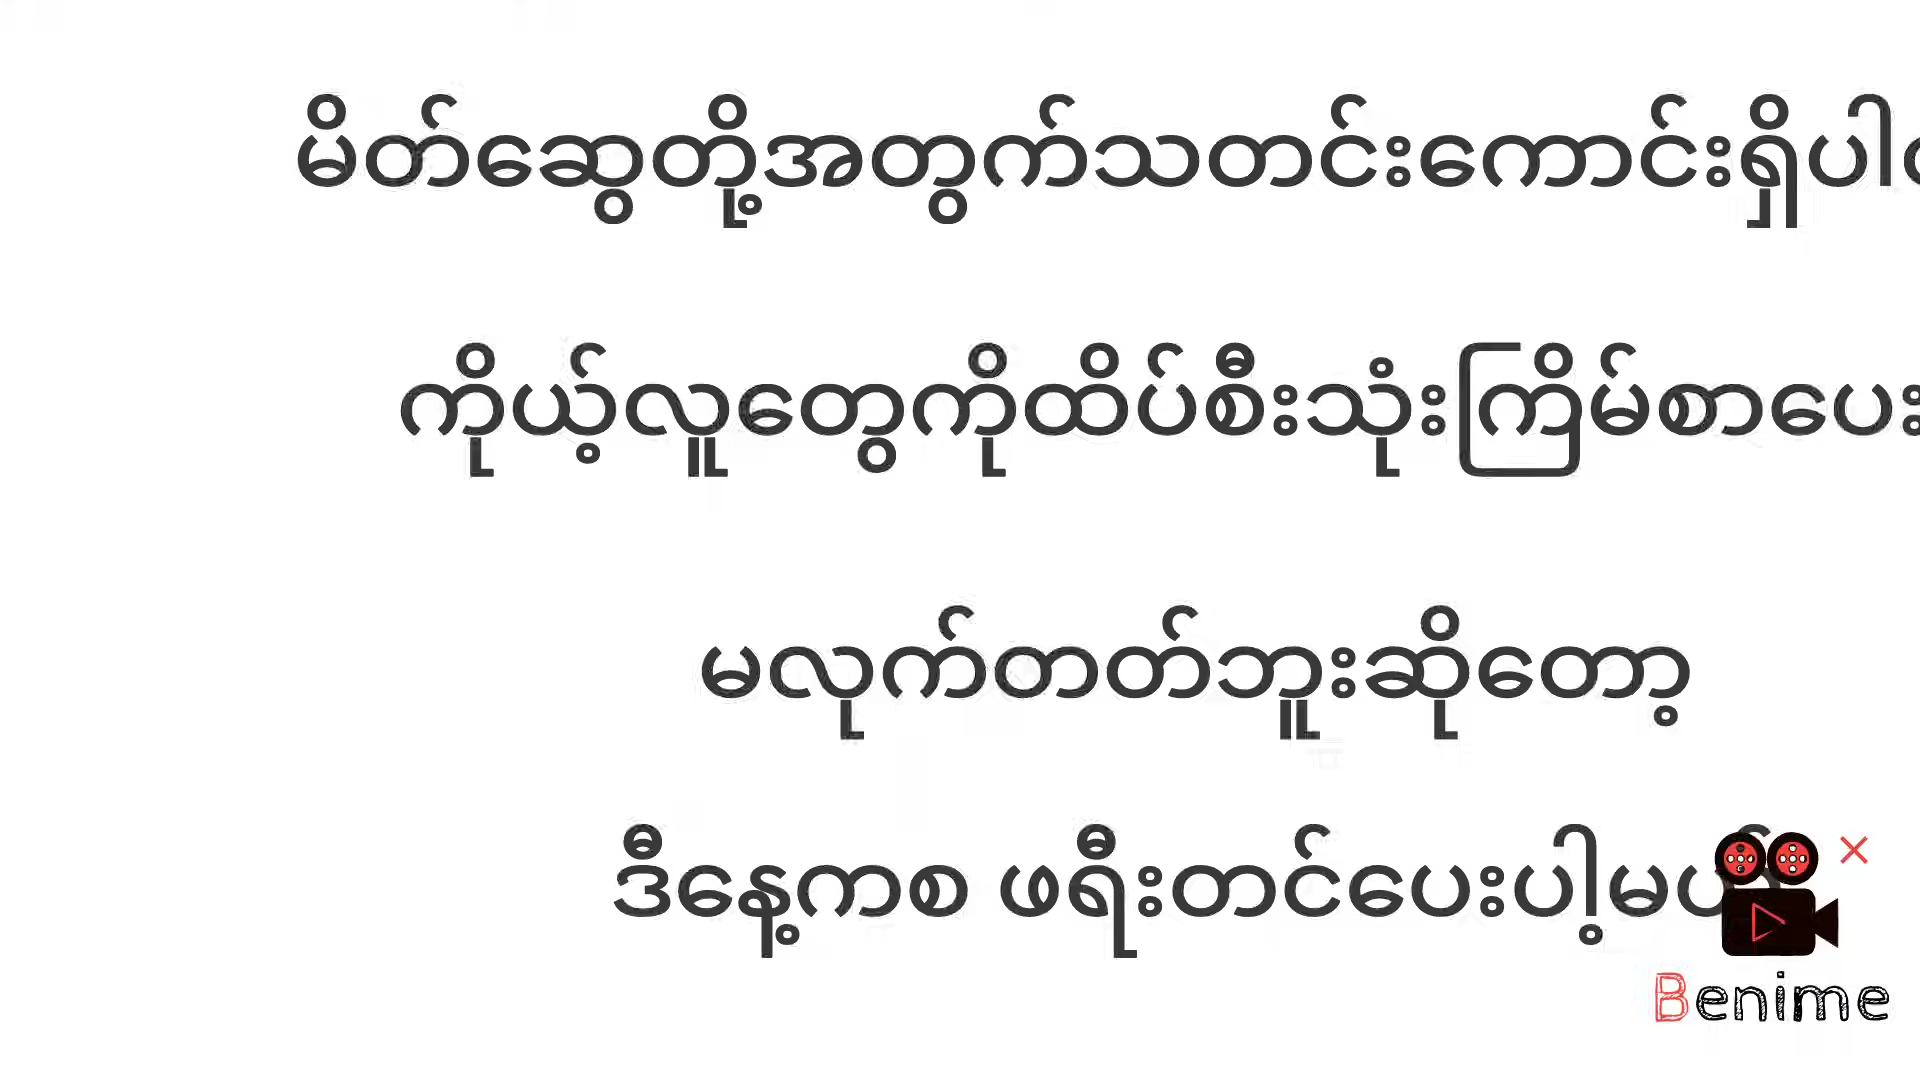 မိတ်ဆွေတို့အတွက်သတင်းကောင်းရှိပါ
ကိုယ့်လူတွေကိုထိပ်စီးသုံးကြိမ်စာပေး
မလုက်တတ်ဘူးဆိုတော့
ဒီနေ့ကစ ဖရီးတင်ပေးပါ့မယ်
Benime